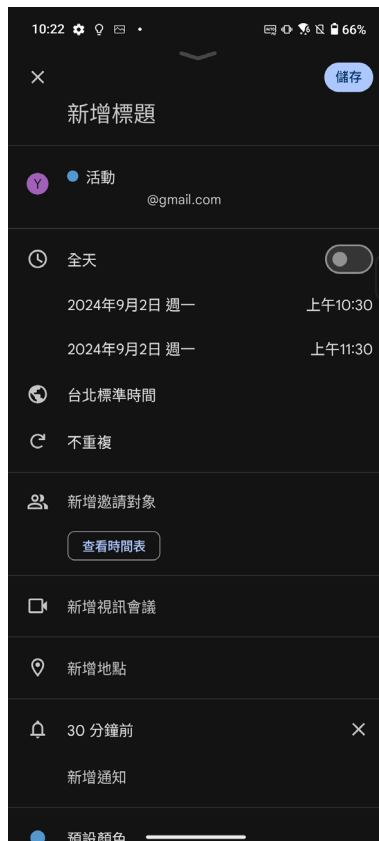 10:22
66%
儲存
新增標題
Y
活動
@gmail.com
全天
2024年9月2日 週一 上午10:30
2024年9月2日 週一 上午11:30
台北標準時間
不重複
新增邀請對象
查看時間表
新增視訊會議
新增地點
30 分鐘前
新增通知
預設顏色